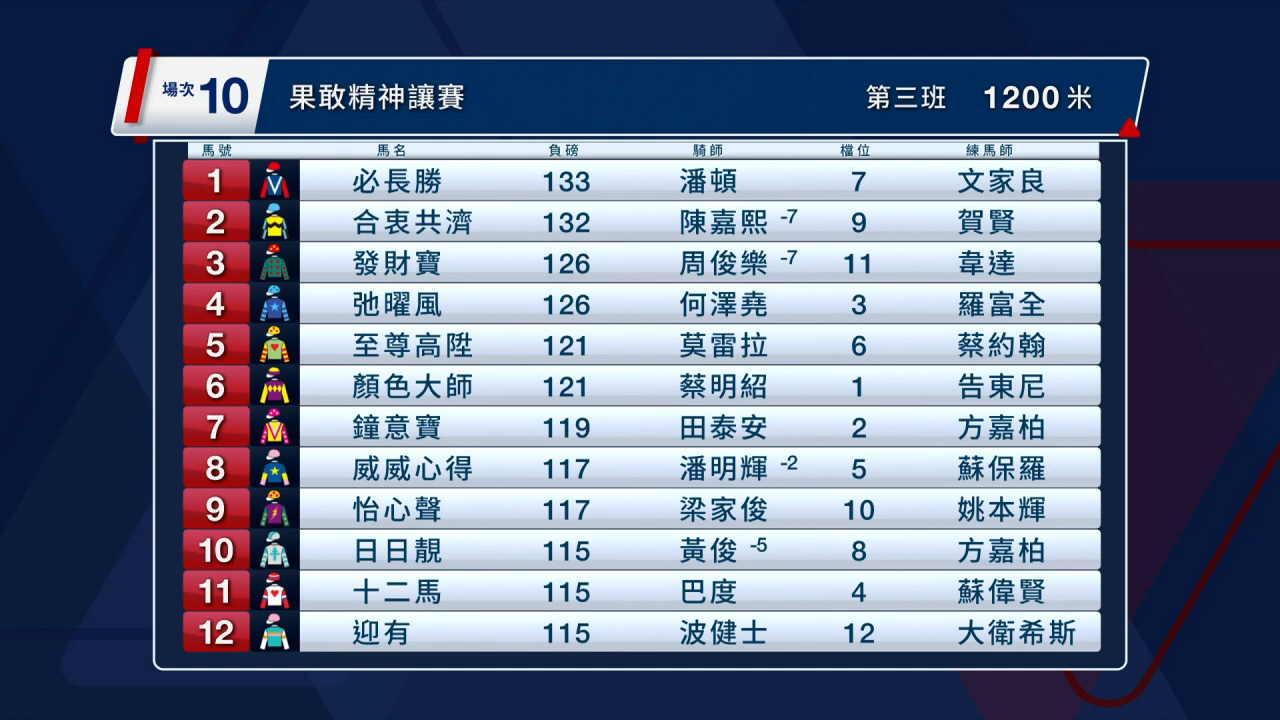 場次 10 果敢精神讓賽 第三班 1200 米
馬號 馬名 負磅 騎師 檔位 練馬師
1 必長勝 133 潘頓 7 文家良
2 合衷共濟 132 陳嘉熙 -7 9 賀賢
3 發財寶 126 周俊樂 -7 11 韋達
4 弛曜風 126 何澤堯 3 羅富全
5 至尊高陞 121 莫雷拉 6 蔡約翰
6 顏色大師 121 蔡明紹 1 告東尼
7 鐘意寶 119 田泰安 2 方嘉柏
8 威威心得 117 潘明輝 -2 5 蘇保羅
9 怡心聲 117 梁家俊 10 姚本輝
10 日日靚 115 黃俊 -5 8 方嘉柏
11 十二馬 115 巴度 4 蘇偉賢
12 迎有 115 波健士 12 大衛希斯